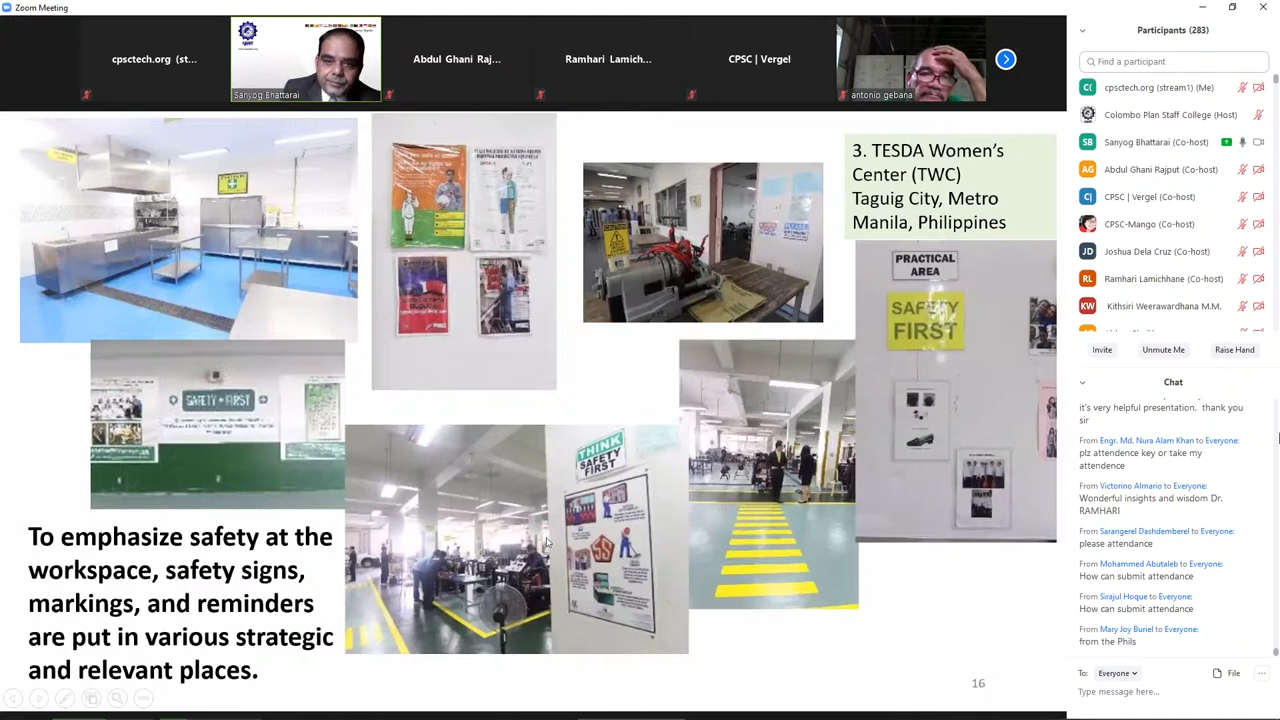 Zoom Meeting
cpsctech.org (st...
Sanyog Bhattarai
Abdul Ghani Raj...
Ramhari Lamich...
CPSC | Vergel
antonio gebana
3. TESDA Women's
Center (TWC)
Taguig City, Metro
Manila, Philippines
PRACTICAL
AREA
SAFETY
FIRST
SAFETY FIRST
THINK
SAFETY
FIRST
5S
To emphasize safety at the
workspace, safety signs,
markings, and reminders
are put in various strategic
and relevant places.
16
Participants (283)
Find a participant
C(
cpsctech.org (stream1) (Me)
Colombo Plan Staff College (Host)
SB
Sanyog Bhattarai (Co-host)
AG
Abdul Ghani Rajput (Co-host)
C|
CPSC | Vergel (Co-host)
CPSC-Mango (Co-host)
JD
Joshua Dela Cruz (Co-host)
RL
Ramhari Lamichhane (Co-host)
KW
Kithsiri Weerawardhana M.M.
Invite
Unmute Me
Raise Hand
Chat
it's very helpful presentation. thank you
sir
From Engr. Md. Nura Alam Khan to Everyone:
plz attendence key or take my
attendence
From Victorino Almario to Everyone:
Wonderful insights and wisdom Dr.
RAMHARI
From Sarangerel Dashdemberel to Everyone:
please attendance
From Mohammed Abutaleb to Everyone:
How can submit attendance
From Sirajul Hoque to Everyone:
How can submit attendance
From Mary Joy Buriel to Everyone:
from the Phils
To: Everyone
File
Type message here...